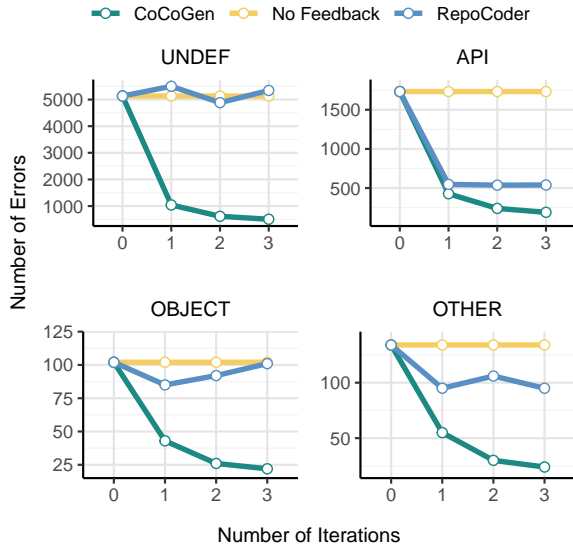 CoCoGen No Feedback RepoCoder
UNDEF
API
5000
4000
3000
2000
1000
0 1 2 3
1500
1000
500
0 1 2 3
Number of Errors
OBJECT
OTHER
125
100
75
50
25
0 1 2 3
100
50
0 1 2 3
Number of Iterations